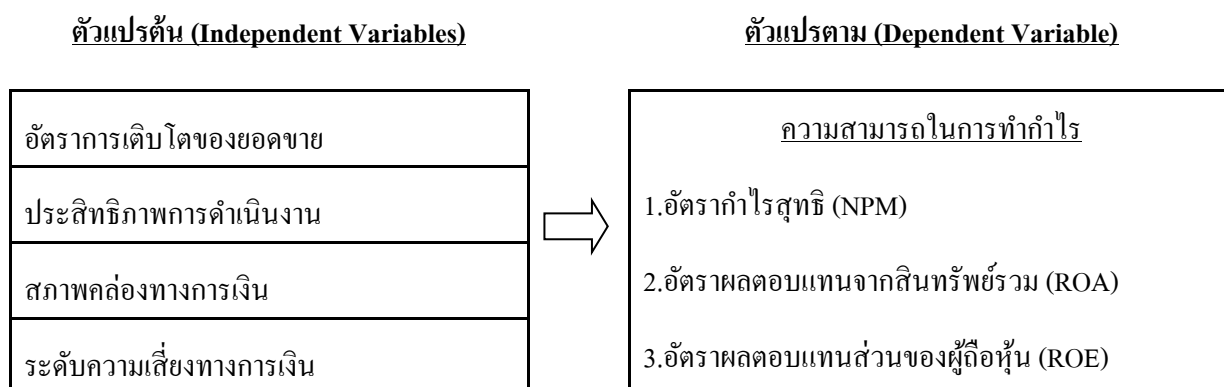 ตัวแปรต้น (Independent Variables)
อัตราการเติบโตของยอดขาย
ประสิทธิภาพการดำเนินงาน
สภาพคล่องทางการเงิน
ระดับความเสี่ยงทางการเงิน
ตัวแปรตาม (Dependent Variable)
ความสามารถในการทำกำไร
1.อัตรากำไรสุทธิ (NPM)
2.อัตราผลตอบแทนจากสินทรัพย์รวม (ROA)
3.อัตราผลตอบแทนส่วนของผู้ถือหุ้น (ROE)